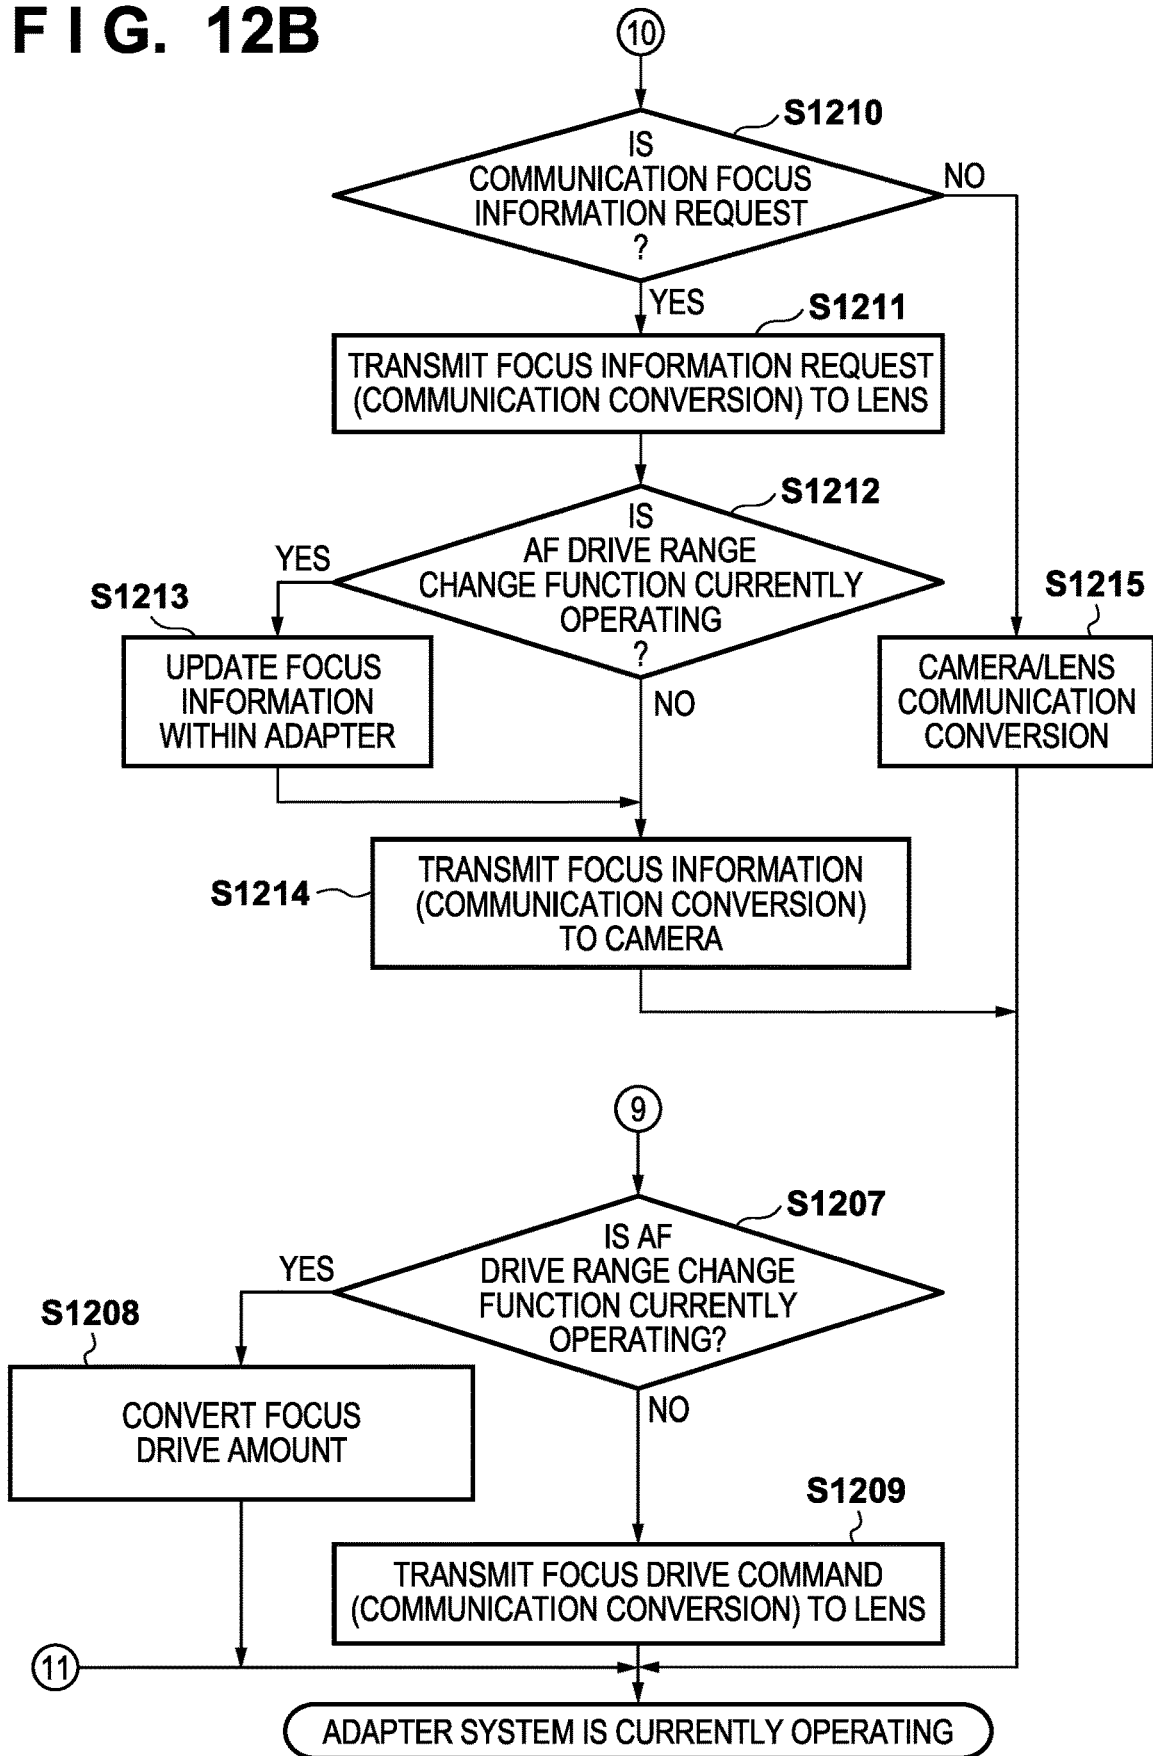 FIG. 12B
10
S1210
IS
COMMUNICATION FOCUS
INFORMATION REQUEST
?
NO
YES
S1211
TRANSMIT FOCUS INFORMATION REQUEST
(COMMUNICATION CONVERSION) TO LENS
S1212
IS
AF DRIVE RANGE
CHANGE FUNCTION CURRENTLY
OPERATING
?
YES
NO
S1213
UPDATE FOCUS
INFORMATION
WITHIN ADAPTER
S1215
CAMERA/LENS
COMMUNICATION
CONVERSION
S1214
TRANSMIT FOCUS INFORMATION
(COMMUNICATION CONVERSION)
TO CAMERA
9
S1207
IS AF
DRIVE RANGE CHANGE
FUNCTION CURRENTLY
OPERATING?
YES
NO
S1208
CONVERT FOCUS
DRIVE AMOUNT
S1209
TRANSMIT FOCUS DRIVE COMMAND
(COMMUNICATION CONVERSION) TO LENS
11
ADAPTER SYSTEM IS CURRENTLY OPERATING